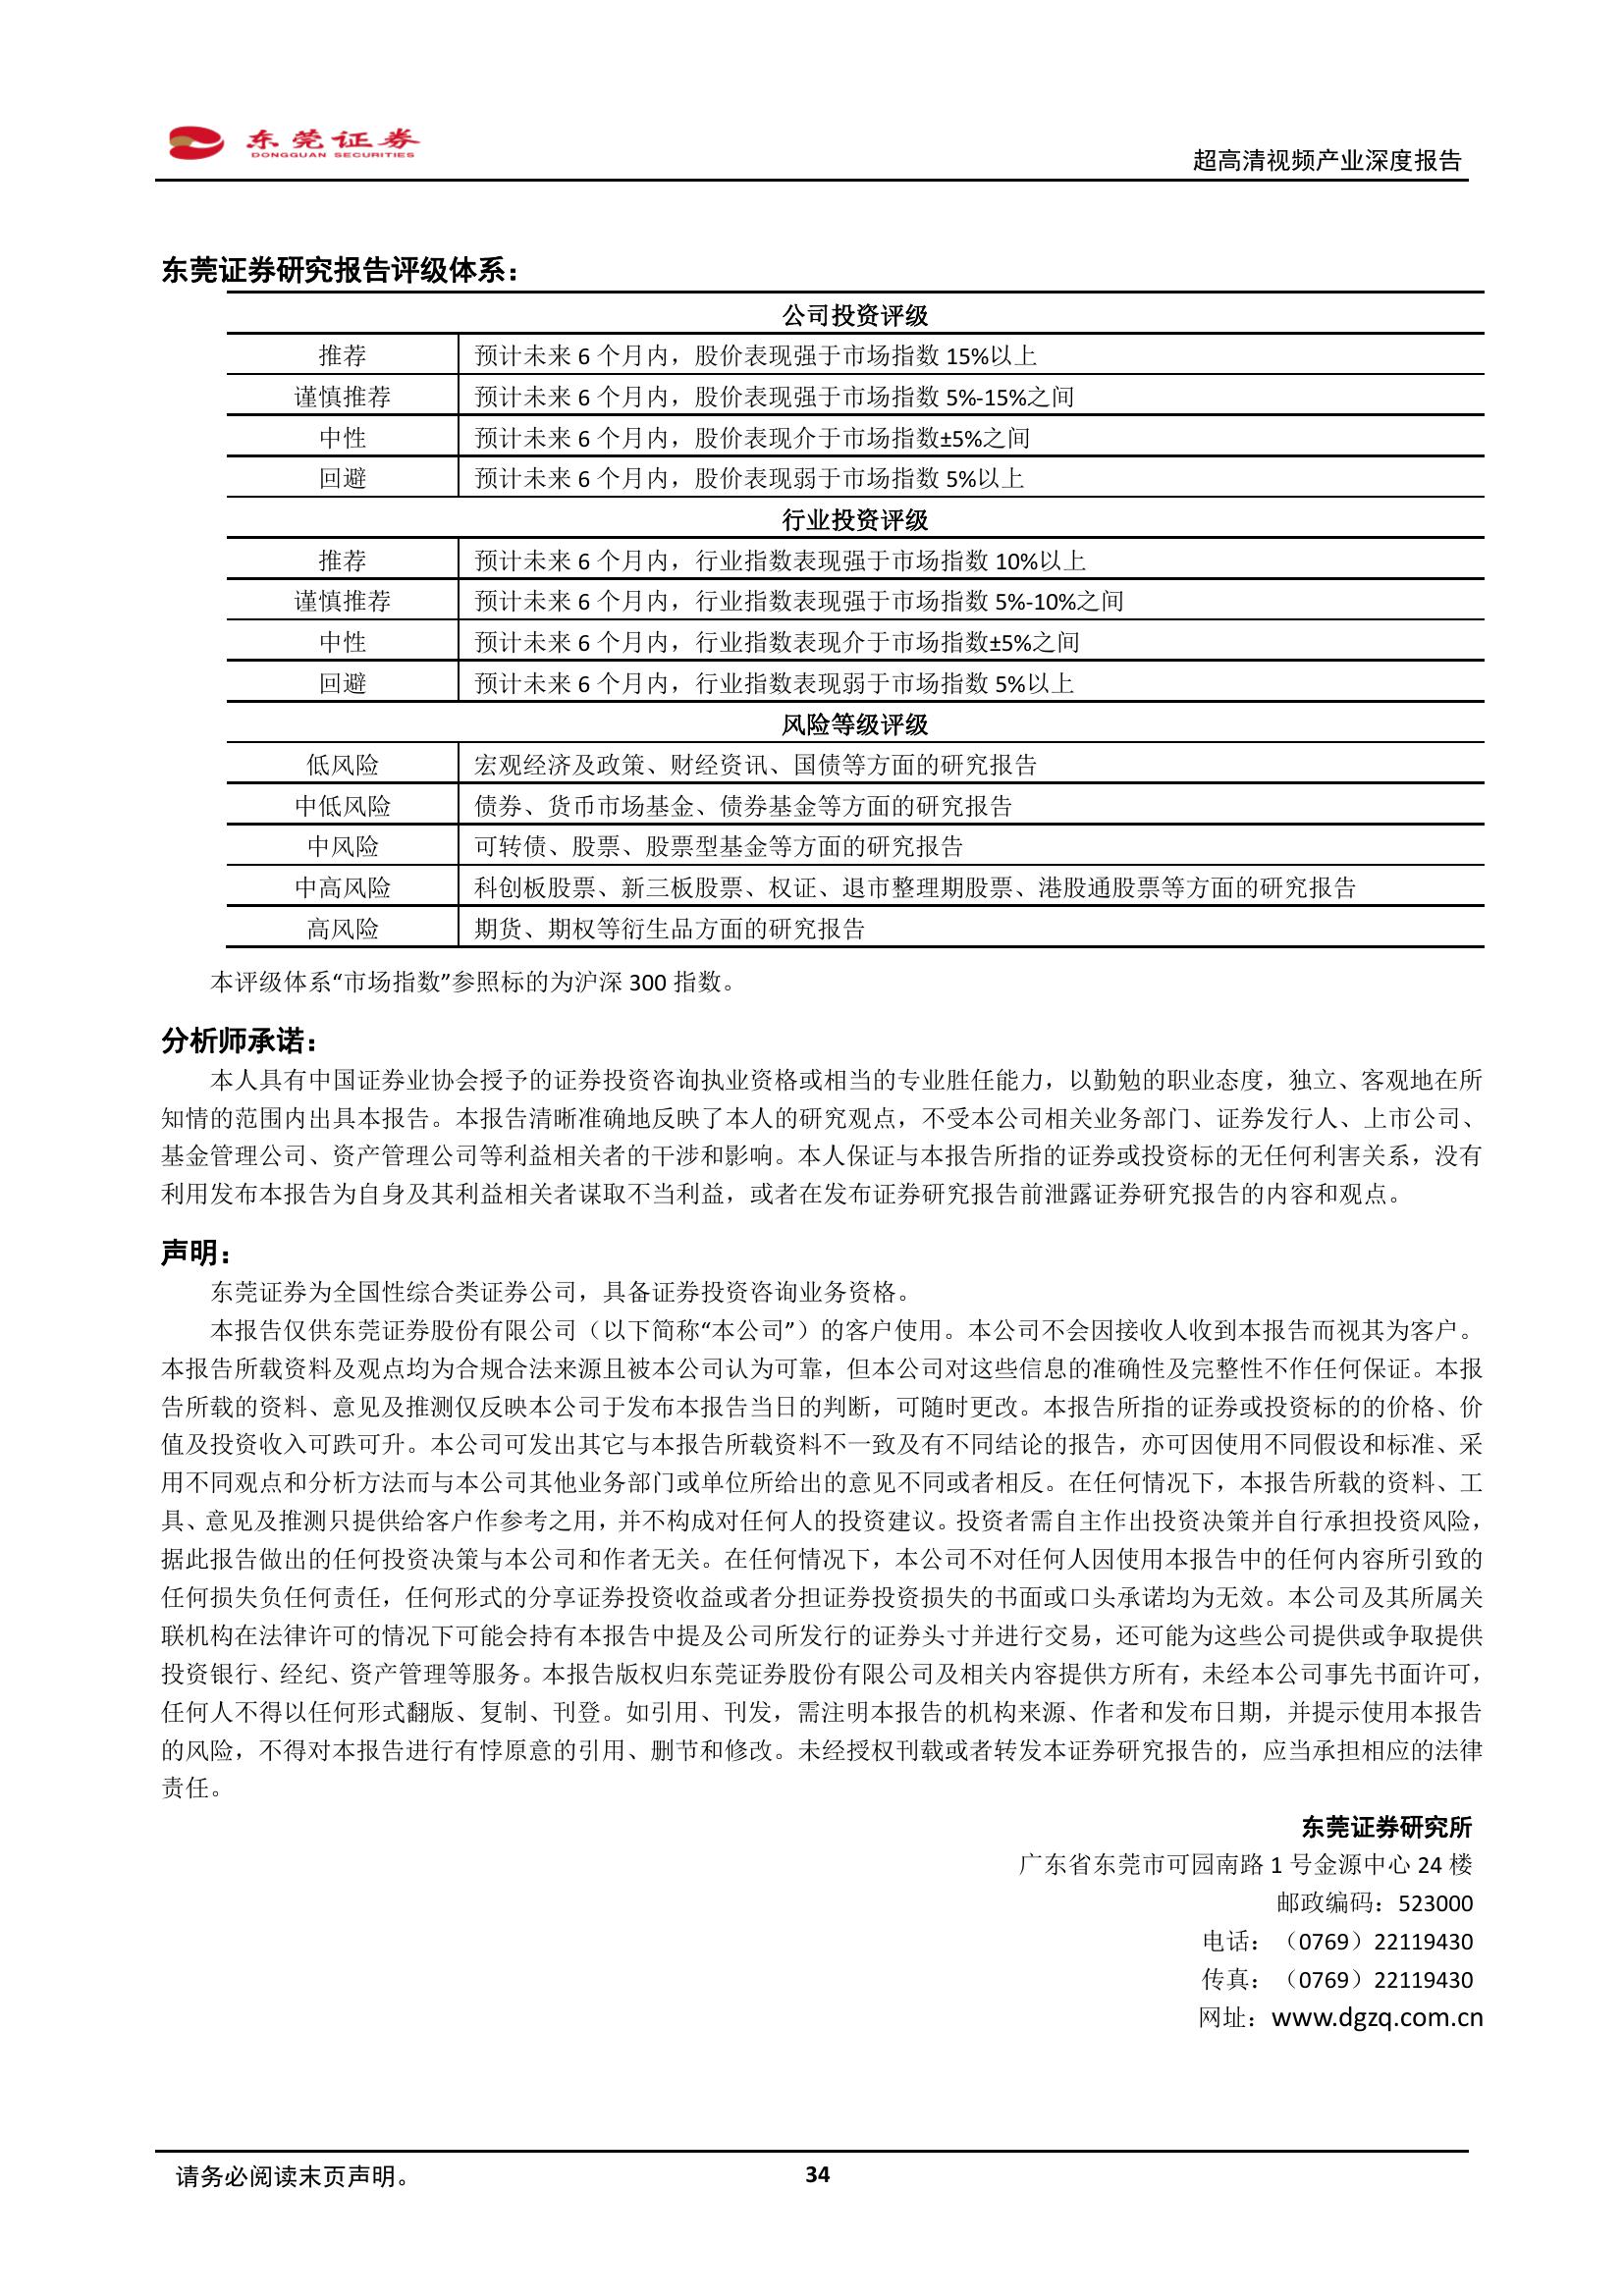 东莞证券
DONGGUAN SECURITIES
超高清视频产业深度报告
东莞证券研究报告评级体系：
公司投资评级
推荐 预计未来 6 个月内，股价表现强于市场指数 15%以上
谨慎推荐 预计未来 6 个月内，股价表现强于市场指数 5%-15%之间
中性 预计未来 6 个月内，股价表现介于市场指数±5%之间
回避 预计未来 6 个月内，股价表现弱于市场指数 5%以上
行业投资评级
推荐 预计未来 6 个月内，行业指数表现强于市场指数 10%以上
谨慎推荐 预计未来 6 个月内，行业指数表现强于市场指数 5%-10%之间
中性 预计未来 6 个月内，行业指数表现介于市场指数±5%之间
回避 预计未来 6 个月内，行业指数表现弱于市场指数 5%以上
风险等级评级
低风险 宏观经济及政策、财经资讯、国债等方面的研究报告
中低风险 债券、货币市场基金、债券基金等方面的研究报告
中风险 可转债、股票、股票型基金等方面的研究报告
中高风险 科创板股票、新三板股票、权证、退市整理期股票、港股通股票等方面的研究报告
高风险 期货、期权等衍生品方面的研究报告
本评级体系“市场指数”参照标的为沪深 300 指数。
分析师承诺：
本人具有中国证券业协会授予的证券投资咨询执业资格或相当的专业胜任能力，以勤勉的职业态度，独立、客观地在所
知情的范围内出具本报告。本报告清晰准确地反映了本人的研究观点，不受本公司相关业务部门、证券发行人、上市公司、
基金管理公司、资产管理公司等利益相关者的干涉和影响。本人保证与本报告所指的证券或投资标的无任何利害关系，没有
利用发布本报告为自身及其利益相关者谋取不当利益，或者在发布证券研究报告前泄露证券研究报告的内容和观点。
声明：
东莞证券为全国性综合类证券公司，具备证券投资咨询业务资格。
本报告仅供东莞证券股份有限公司（以下简称“本公司”）的客户使用。本公司不会因接收人收到本报告而视其为客户。
本报告所载资料及观点均为合规合法来源且被本公司认为可靠，但本公司对这些信息的准确性及完整性不作任何保证。本报
告所载的资料、意见及推测仅反映本公司于发布本报告当日的判断，可随时更改。本报告所指的证券或投资标的的价格、价
值及投资收入可跌可升。本公司可发出其它与本报告所载资料不一致及有不同结论的报告，亦可因使用不同假设和标准、采
用不同观点和分析方法而与本公司其他业务部门或单位所给出的意见不同或者相反。在任何情况下，本报告所载的资料、工
具、意见及推测只提供给客户作参考之用，并不构成对任何人的投资建议。投资者需自主作出投资决策并自行承担投资风险，
据此报告做出的任何投资决策与本公司和作者无关。在任何情况下，本公司不对任何人因使用本报告中的任何内容所引致的
任何损失负任何责任，任何形式的分享证券投资收益或者分担证券投资损失的书面或口头承诺均为无效。本公司及其所属关
联机构在法律许可的情况下可能会持有本报告中提及公司所发行的证券头寸并进行交易，还可能为这些公司提供或争取提供
投资银行、经纪、资产管理等服务。本报告版权归东莞证券股份有限公司及相关内容提供方所有，未经本公司事先书面许可，
任何人不得以任何形式翻版、复制、刊登。如引用、刊发，需注明本报告的机构来源、作者和发布日期，并提示使用本报告
的风险，不得对本报告进行有悖原意的引用、删节和修改。未经授权刊载或者转发本证券研究报告的，应当承担相应的法律
责任。
东莞证券研究所
广东省东莞市可园南路 1 号金源中心 24 楼
邮政编码：523000
电话：（0769）22119430
传真：（0769）22119430
网址：www.dgzq.com.cn
请务必阅读末页声明。
34